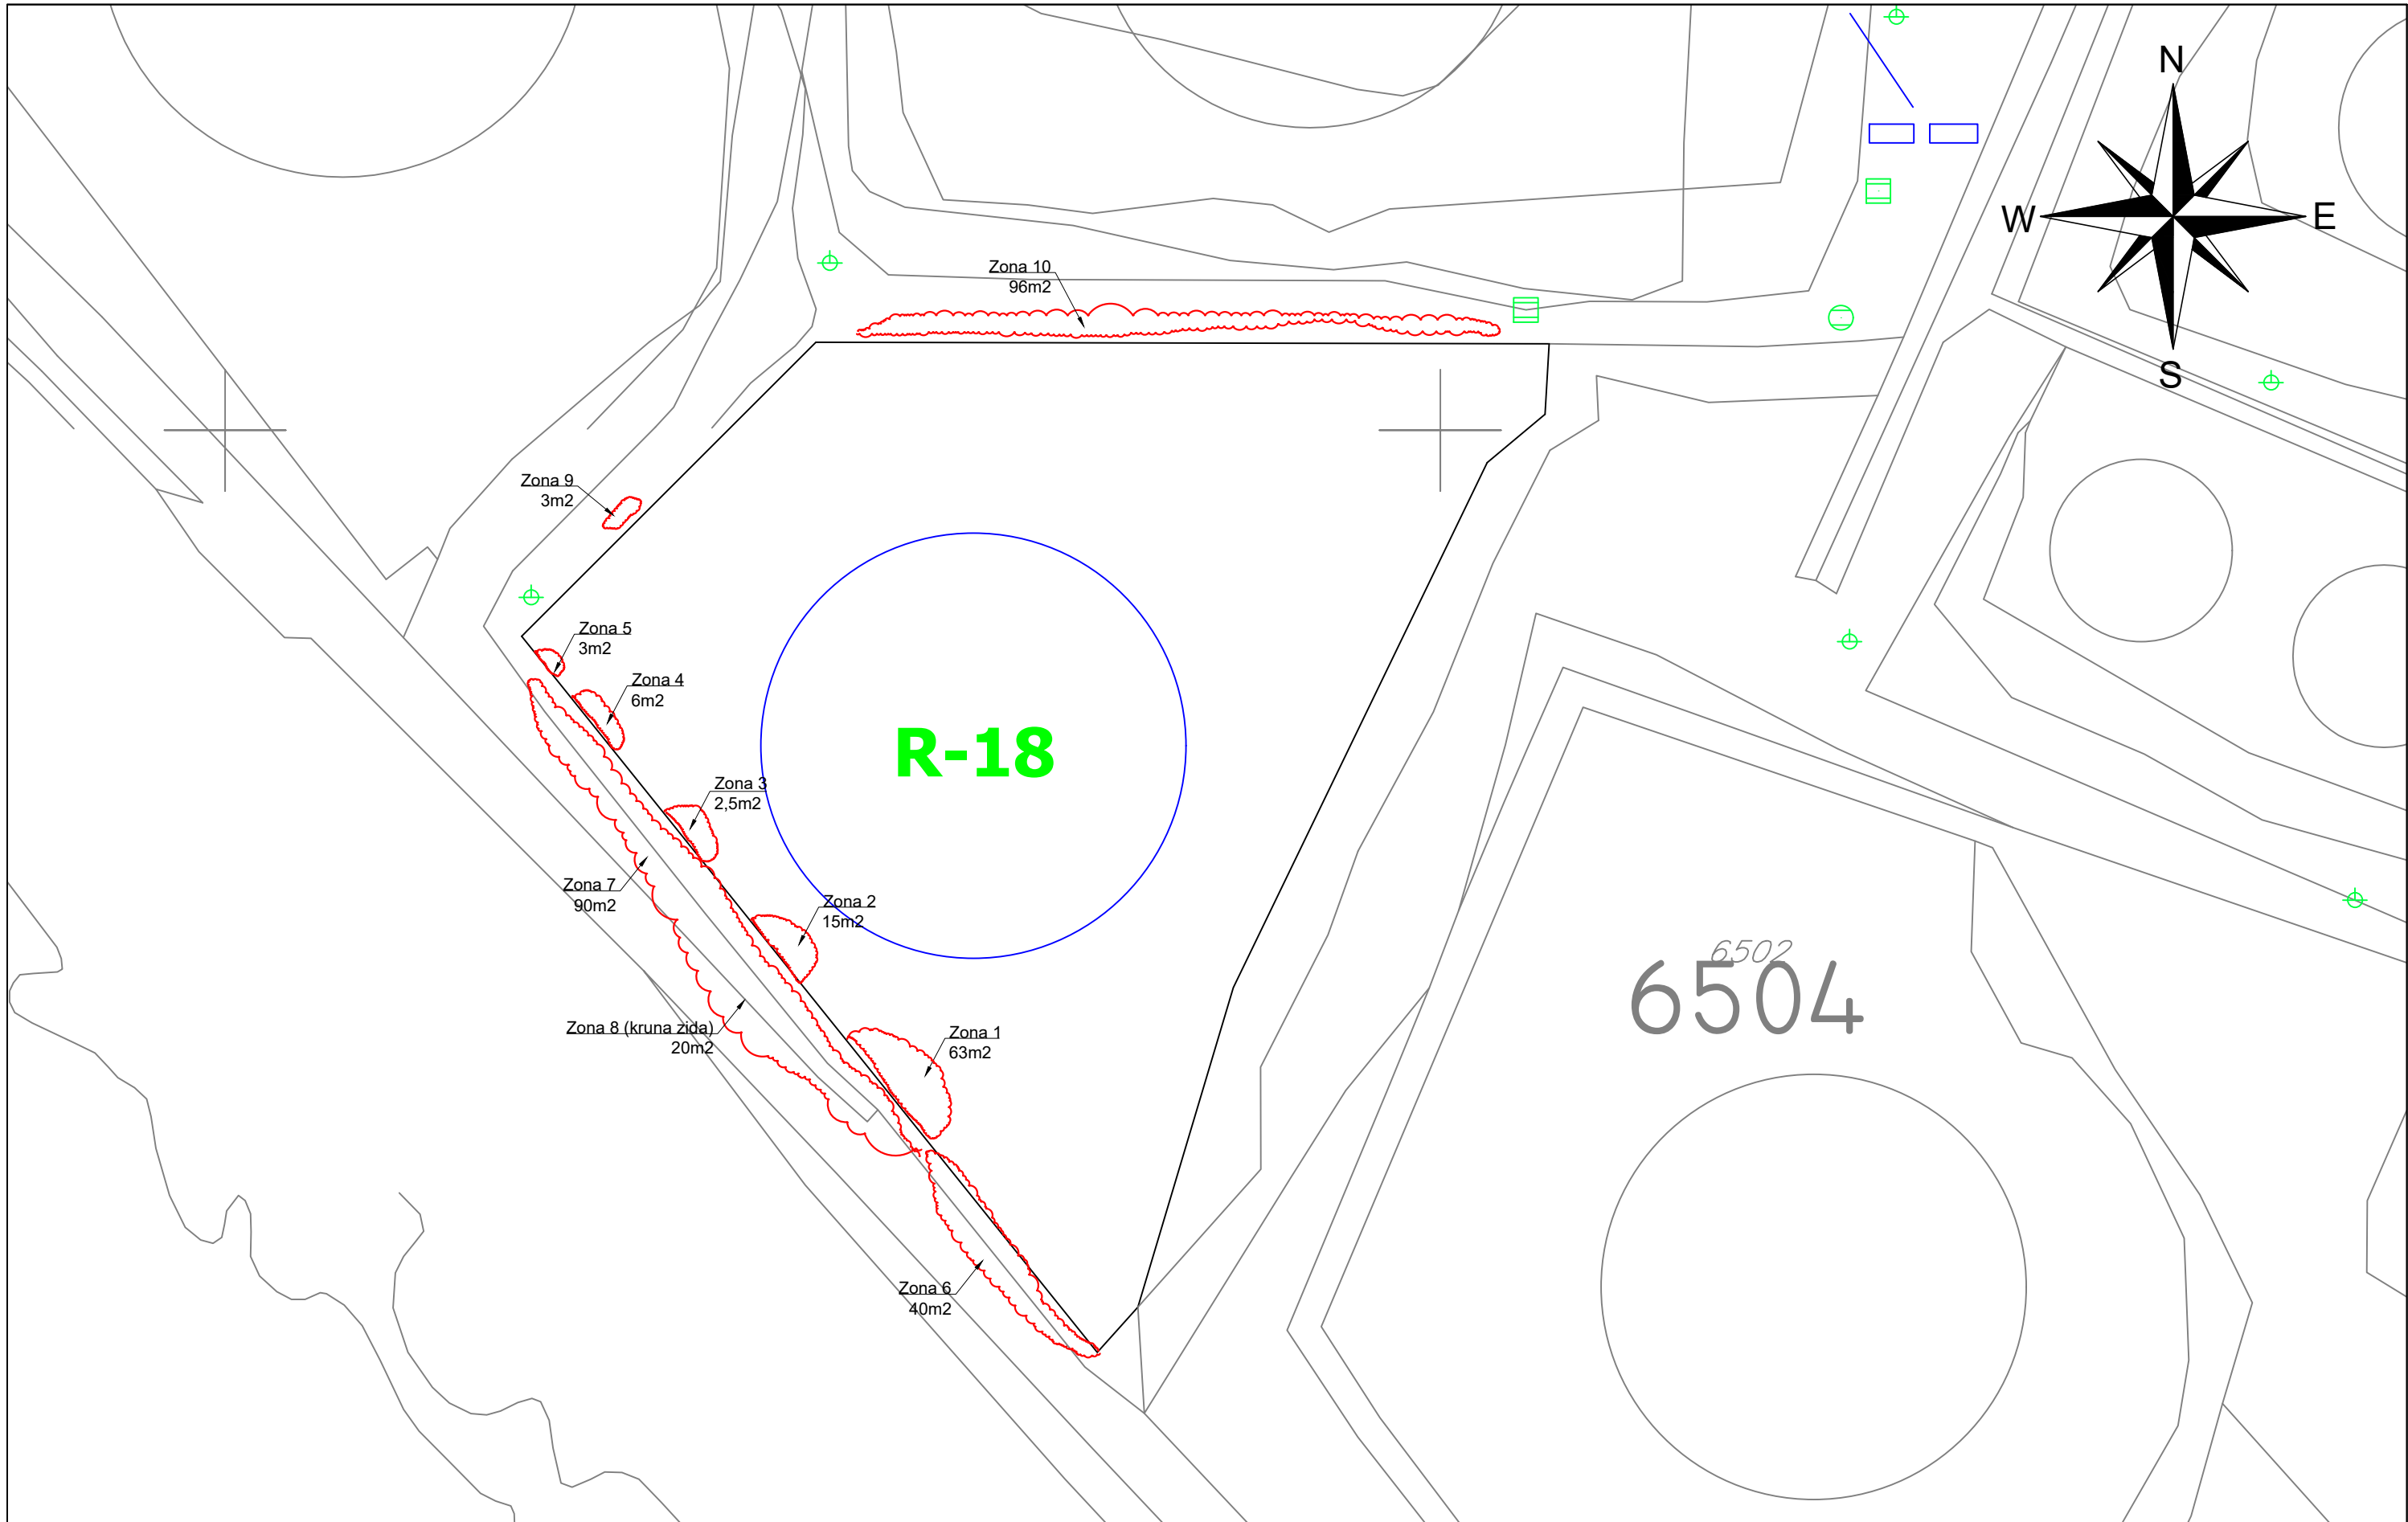 N
W
E
S
Zona 10
96m2
Zona 9
3m2
Zona 5
3m2
Zona 4
6m2
R-18
Zona 3
2,5m2
Zona 7
90m2
Zona 2
15m2
6502
6504
Zona 8 (kruna zida)
20m2
Zona 1
63m2
Zona 6
40m2